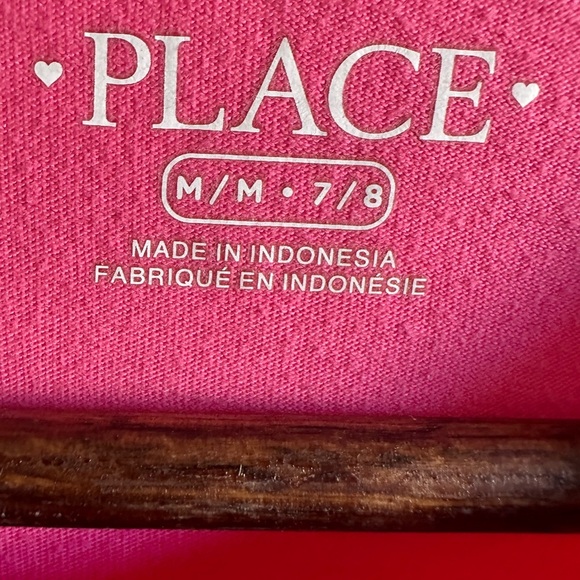 PLACE
M/M • 7/8
MADE IN INDONESIA
FABRIQUÉ EN INDONÉSIE